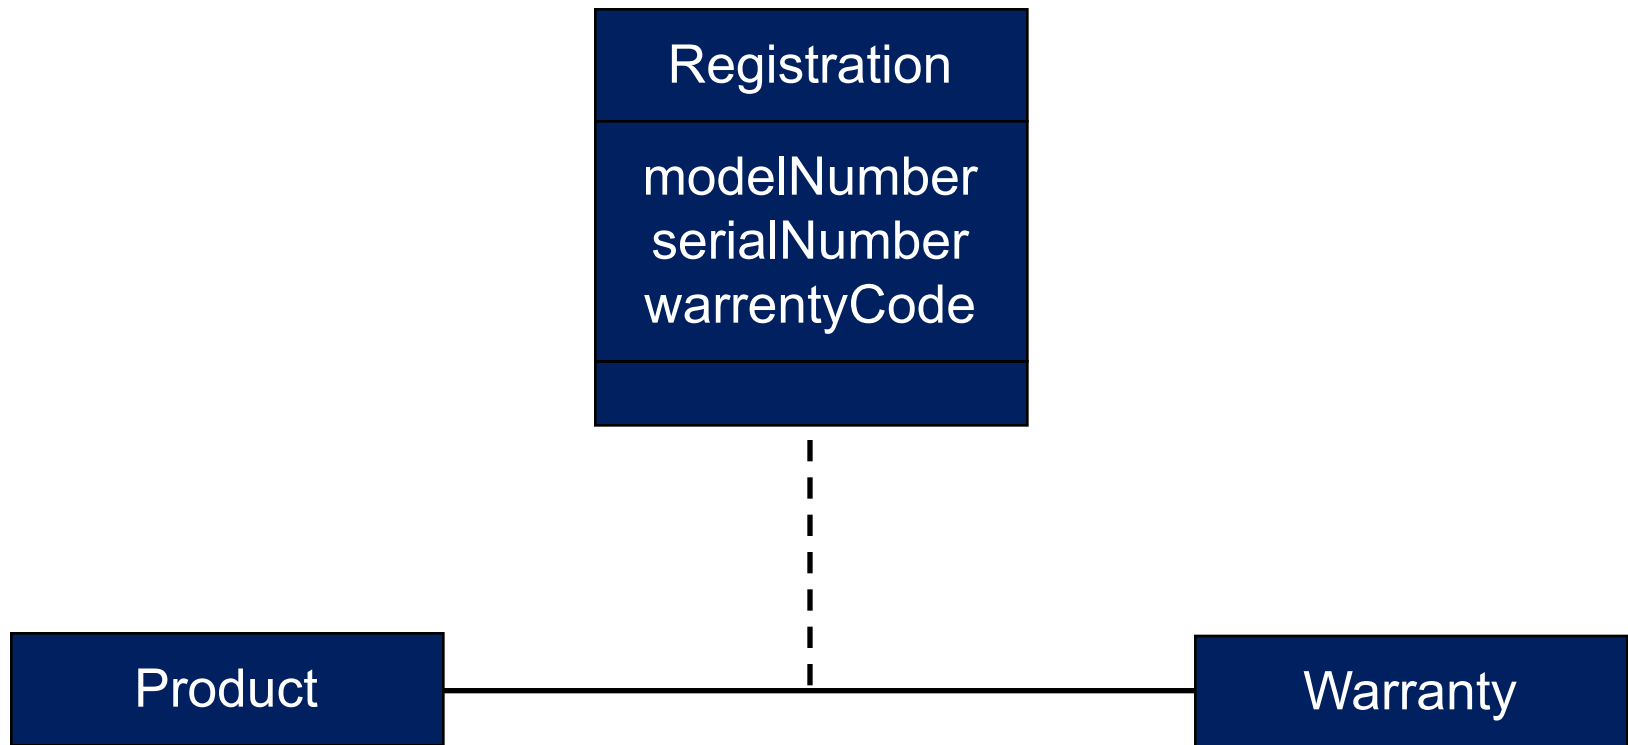 Registration
modelNumber
serialNumber
warrentyCode
Product
Warranty